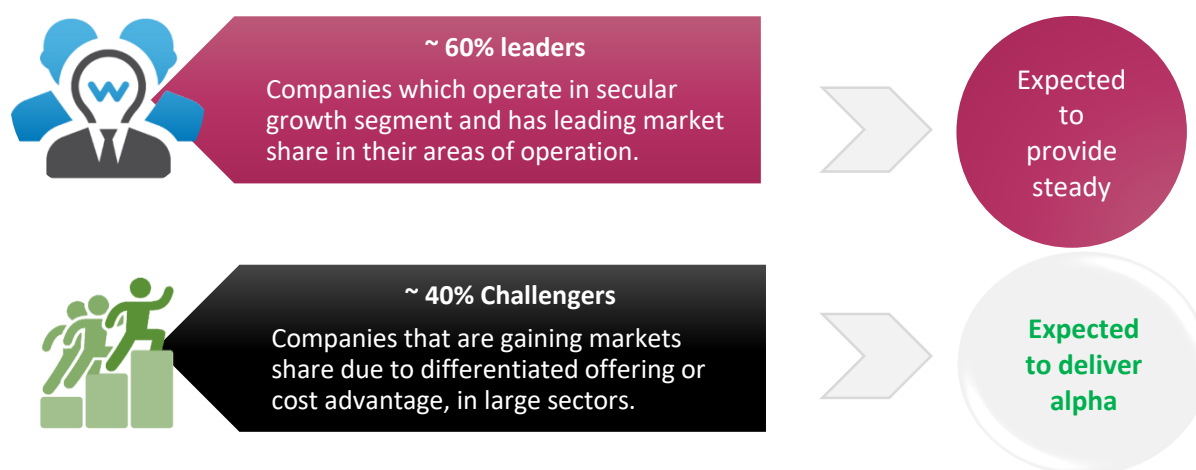 ~ 60% leaders
Companies which operate in secular
growth segment and has leading market
share in their areas of operation.
Expected
to
provide
steady
~ 40% Challengers
Companies that are gaining markets
share due to differentiated offering or
cost advantage, in large sectors.
Expected
to deliver
alpha